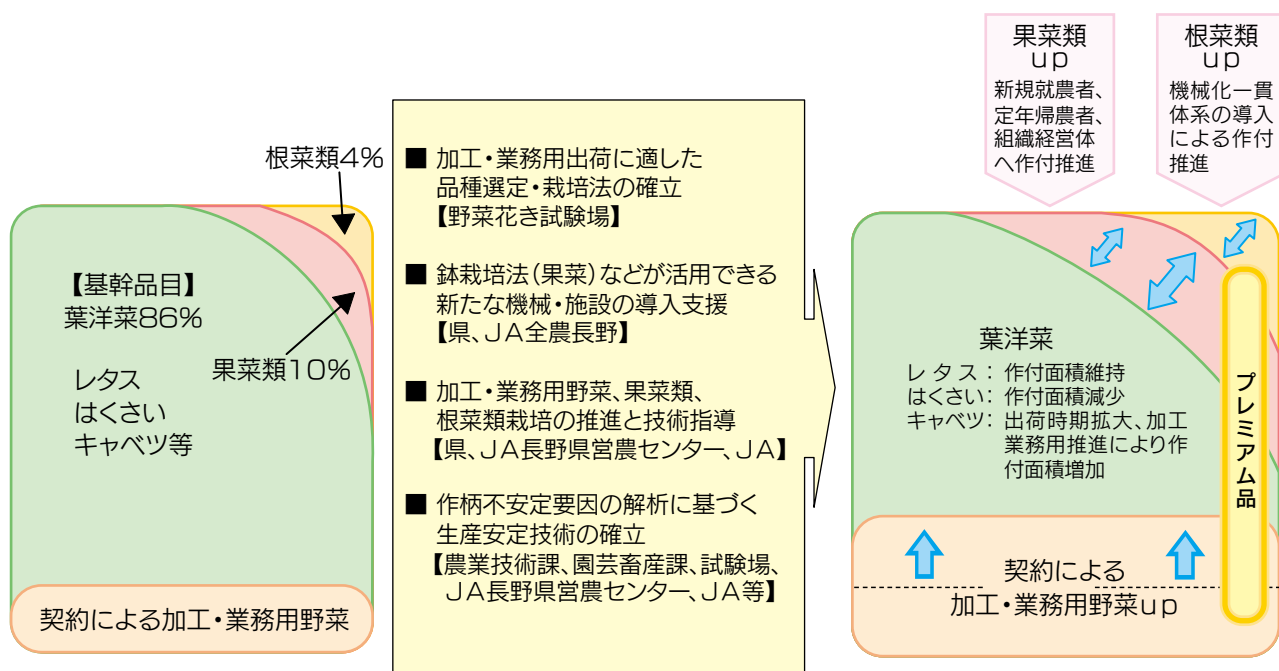 根菜類4%
【基幹品目】
葉洋菜86%
果菜類10%
レタス
はくさい
キャベツ等
契約による加工・業務用野菜
■ 加工・業務用出荷に適した
品種選定・栽培法の確立
【野菜花き試験場】
■ 鉢栽培法(果菜)などが活用できる
新たな機械・施設の導入支援
【県、JA全農長野】
■ 加工・業務用野菜、果菜類、
根菜類栽培の推進と技術指導
【県、JA長野県営農センター、JA】
■ 作柄不安定要因の解析に基づく
生産安定技術の確立
【農業技術課、園芸畜産課、試験場、
JA長野県営農センター、JA等】
果菜類
up
新規就農者、
定年帰農者、
組織経営体
へ作付推進
根菜類
up
機械化一貫
体系の導入
による作付
推進
葉洋菜
レタス：作付面積維持
はくさい：作付面積減少
キャベツ：出荷時期拡大、加工
業務用推進により作
付面積増加
プレミアム品
契約による
加工・業務用野菜up